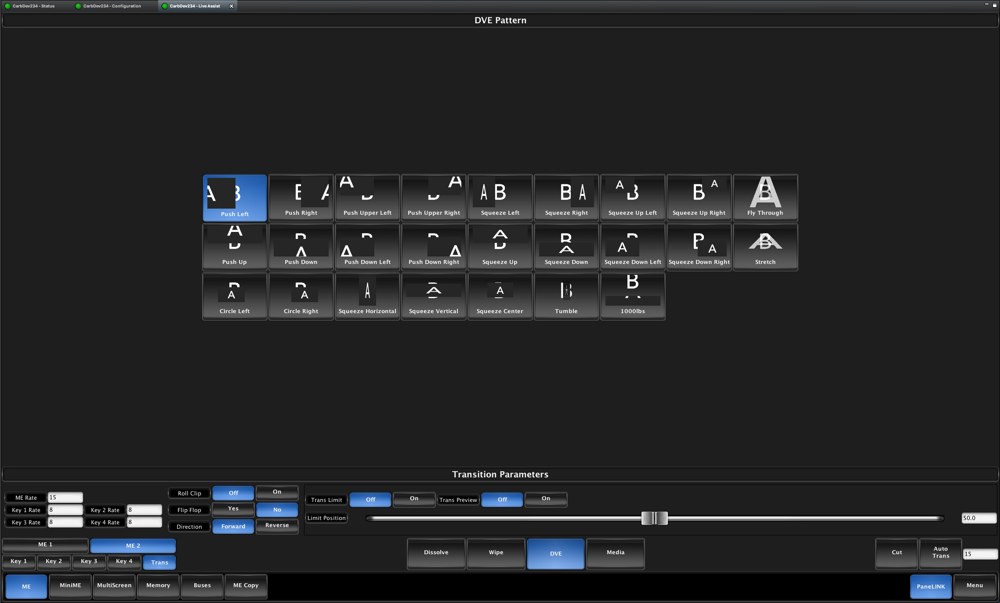 CarbDev234 - Status CarbDev234 - Configuration CarbDev234 - Live Assist
DVE Pattern
A B A B A B A B A B B A A B B A A B
Push Left Push Right Push Upper Left Push Upper Right Squeeze Left Squeeze Right Squeeze Up Left Squeeze Up Right Fly Through
A B B A B A B A A B B A B A B A A B
Push Up Push Down Push Down Left Push Down Right Squeeze Up Squeeze Down Squeeze Down Left Squeeze Down Right Stretch
B A B A A B A B A B A B A
Circle Left Circle Right Squeeze Horizontal Squeeze Vertical Squeeze Center Tumble 1000lbs
Transition Parameters
ME Rate 15
Key 1 Rate 8 Key 2 Rate 8
Key 3 Rate 8 Key 4 Rate 8
Roll Clip Off On
Flip Flop Yes No
Direction Forward Reverse
Trans Limit Off On Trans Preview Off On
Limit Position 50.0
ME 1 ME 2
Key 1 Key 2 Key 3 Key 4 Trans
Dissolve Wipe DVE Media
Cut Auto Trans 15
ME MiniME MultiScreen Memory Buses ME Copy PaneLINK Menu